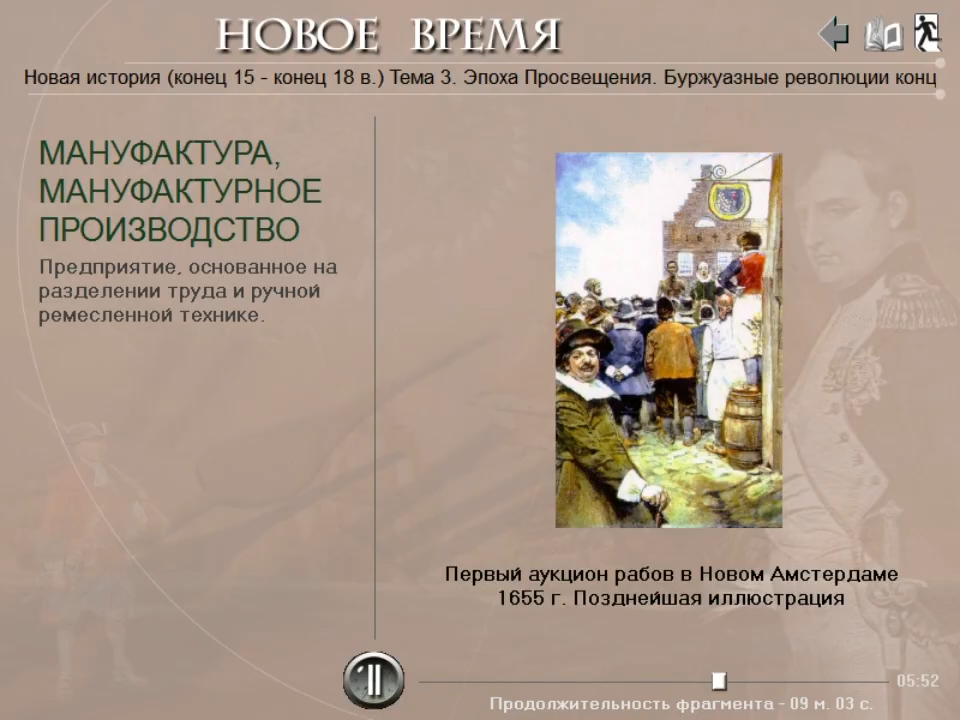 НОВОЕ ВРЕМЯ
Новая история (конец 15 - конец 18 в.) Тема 3. Эпоха Просвещения. Буржуазные революции конц
МАНУФАКТУРА,
МАНУФАКТУРНОЕ
ПРОИЗВОДСТВО
Предприятие, основанное на
разделении труда и ручной
ремесленной технике.
Первый аукцион рабов в Новом Амстердаме
1655 г. Позднейшая иллюстрация
05:52
Продолжительность фрагмента - 09 м. 03 с.